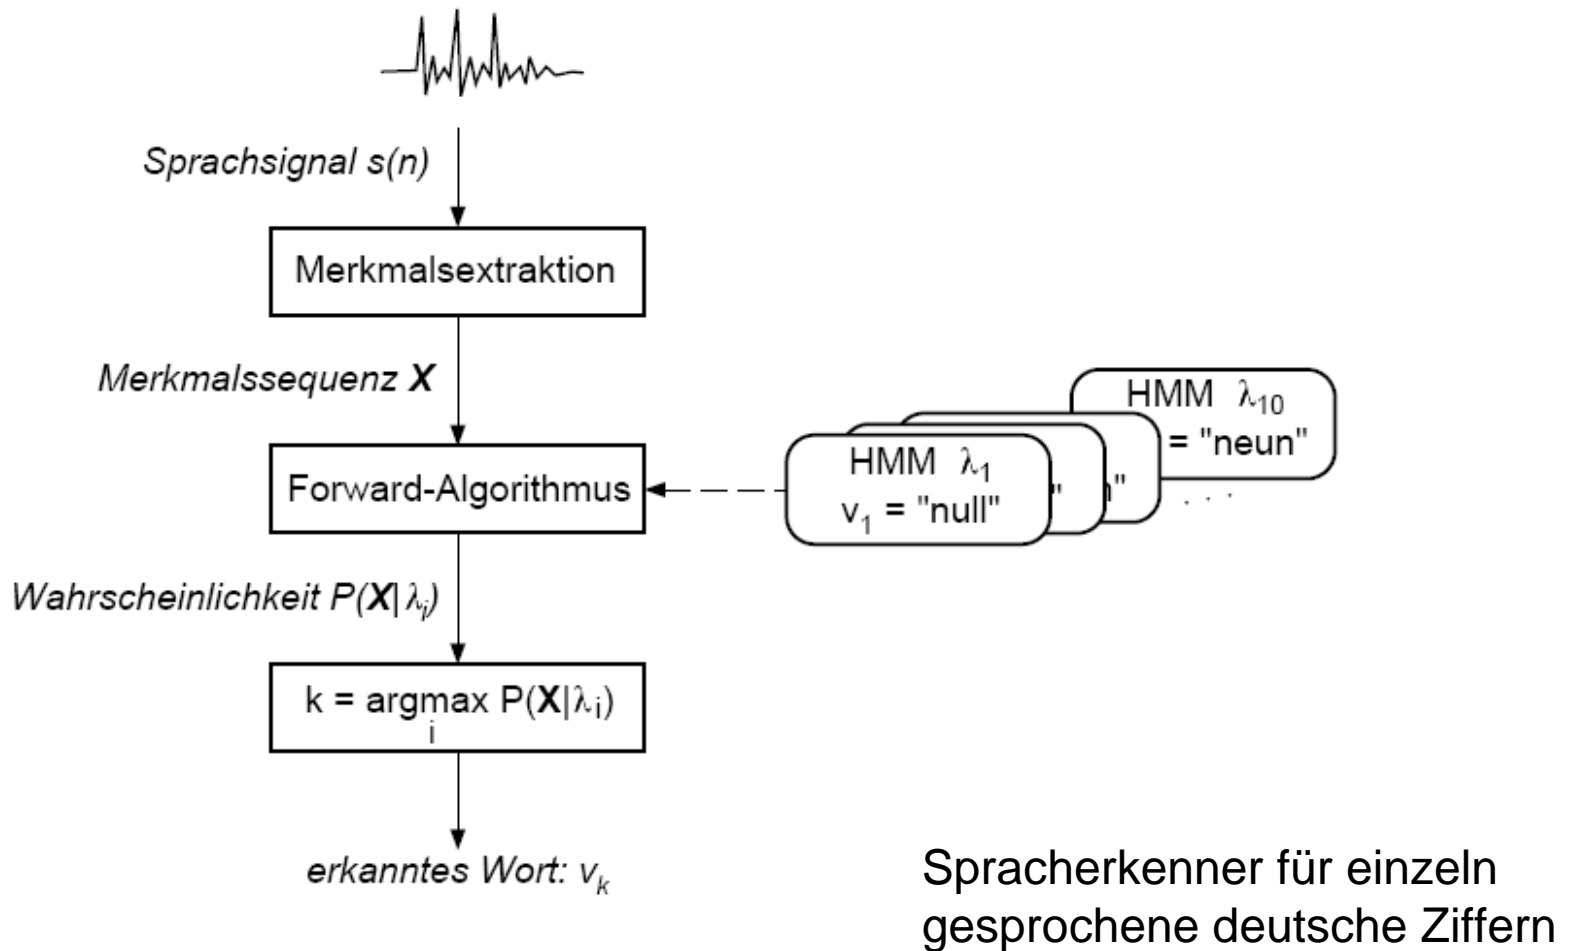 Sprachsignal s(n)
Merkmalsextraktion
Merkmalssequenz X
HMM λ10
= "neun"
HMM λ1
v1 = "null"
"
"
. . .
Forward-Algorithmus
Wahrscheinlichkeit P(X|λi)
k = argmax P(X|λi)
i
erkanntes Wort: vk
Spracherkenner für einzeln
gesprochene deutsche Ziffern